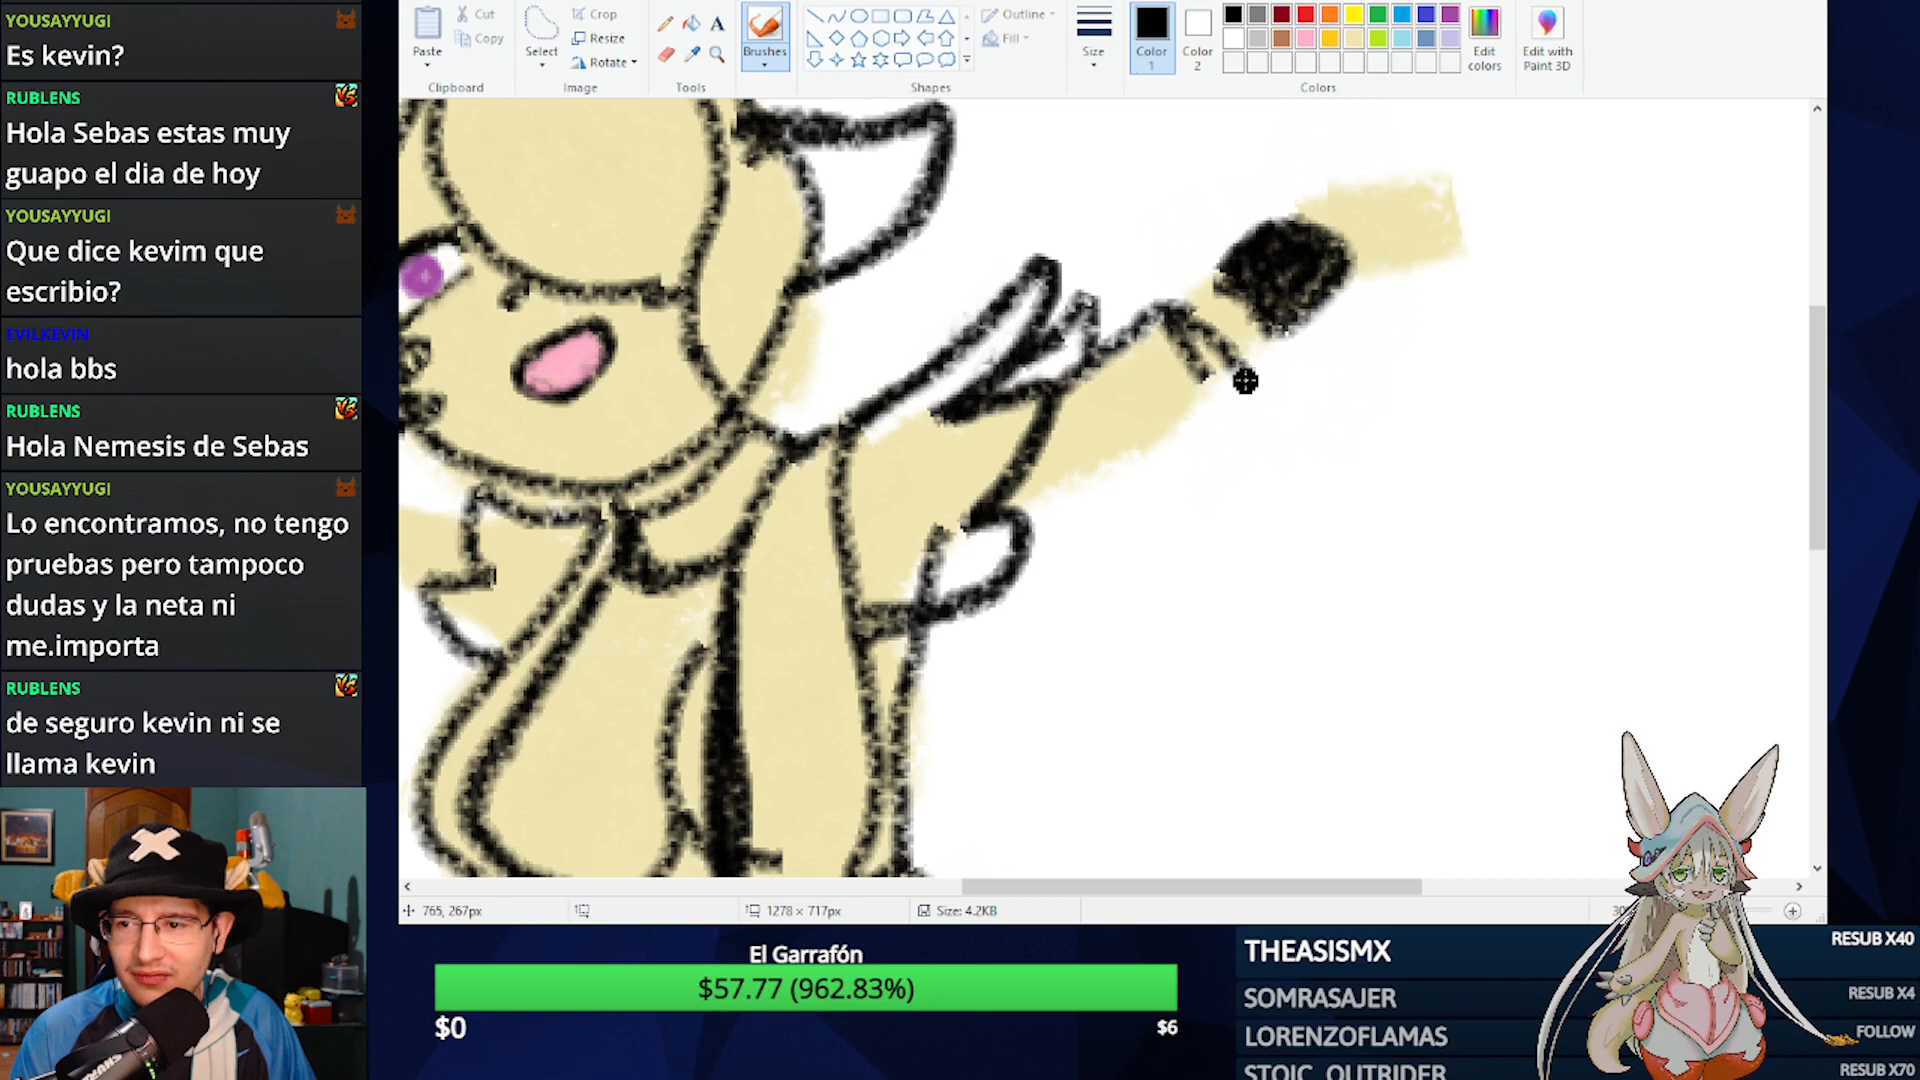 YOUSAYYUGI
Es kevin?
RUBLENS
Hola Sebas estas muy
guapo el dia de hoy
YOUSAYYUGI
Que dice kevim que
escribio?
EVILKEVIN
hola bbs
RUBLENS
Hola Nemesis de Sebas
YOUSAYYUGI
Lo encontramos, no tengo
pruebas pero tampoco
dudas y la neta ni
me.importa
RUBLENS
de seguro kevin ni se
llama kevin
Paste
Cut
Copy
Clipboard
Select
Crop
Resize
Rotate
Image
Tools
Brushes
Shapes
Outline
Fill
Size
Color
1
Color
2
Colors
Edit
colors
Edit with
Paint 3D
765, 267px
1278 × 717px
Size: 4.2KB
El Garrafón
$57.77 (962.83%)
$0
$6
THEASISMX
RESUB X40
SOMRASAJER
RESUB X4
LORENZOFLAMAS
FOLLOW
STOIC_OUTRIDER
RESUB X70
SHURE